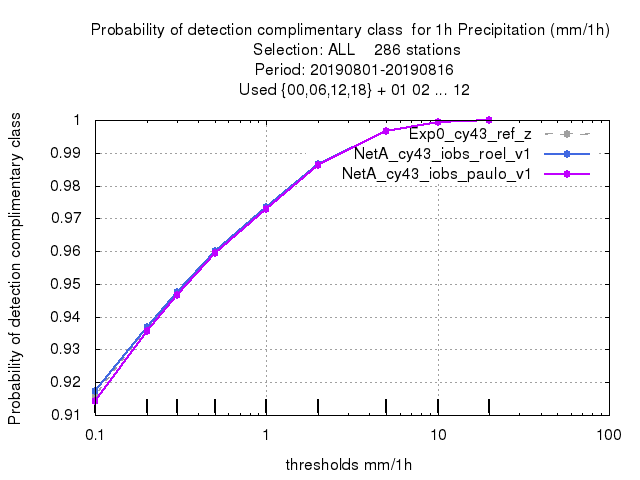 Probability of detection complimentary class  for 1h Precipitation (mm/1h)
Selection: ALL    286 stations
Period: 20190801-20190816
Used {00,06,12,18} + 01 02 ... 12
Probability of detection complimentary class
1
0.99
0.98
0.97
0.96
0.95
0.94
0.93
0.92
0.91
Exp0_cy43_ref_z
NetA_cy43_iobs_roel_v1
NetA_cy43_iobs_paulo_v1
0.1 1 10 100
thresholds mm/1h